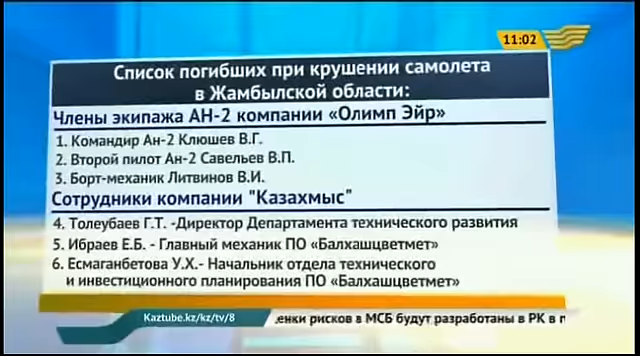 11:02
Список погибших при крушении самолета
в Жамбылской области:
Члены экипажа АН-2 компании «Олимп Эйр»
1. Командир Ан-2 Клюшев В.Г.
2. Второй пилот Ан-2 Савельев В.П.
3. Борт-механик Литвинов В.И.
Сотрудники компании "Казахмыс"
4. Толеубаев Г.Т. -Директор Департамента технического развития
5. Ибраев Е.Б. - Главный механик ПО «Балхашцветмет»
6. Есмаганбетова У.Х.- Начальник отдела технического
и инвестиционного планирования ПО «Балхашцветмет»
Kaztube.kz/kz/tv/8
енки рисков в МСБ будут разработаны в РК в п